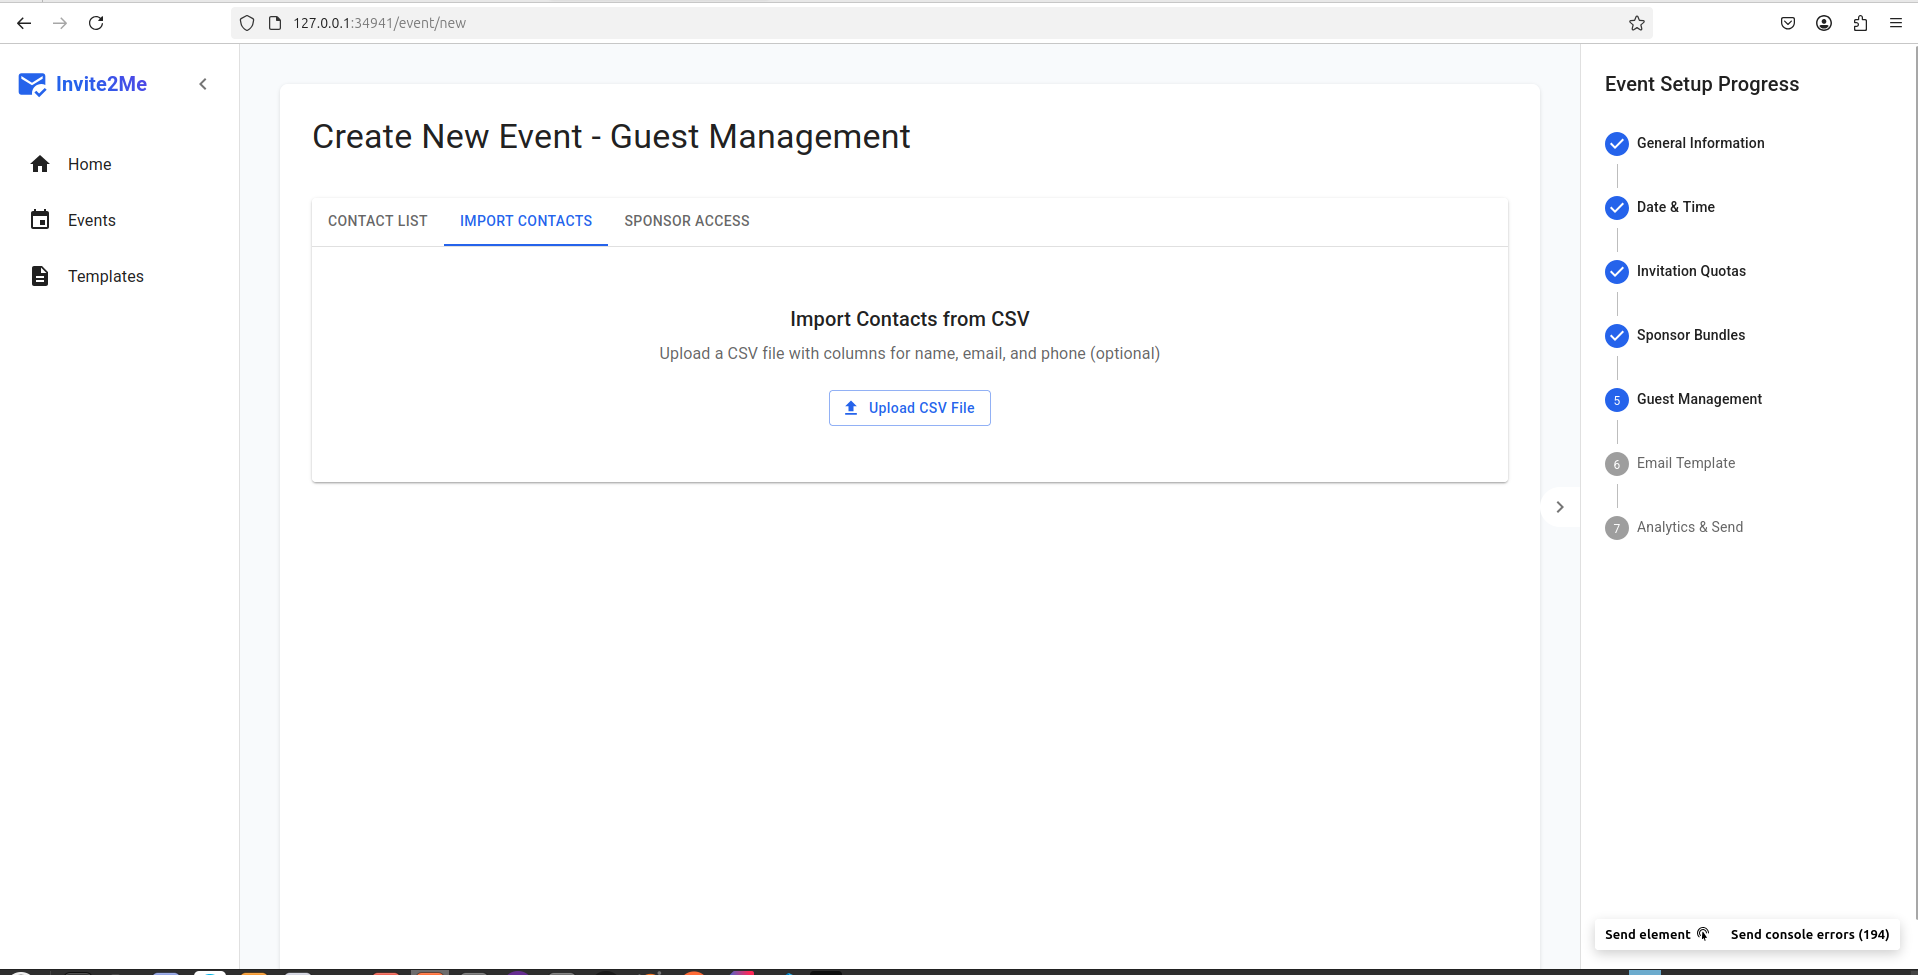 127.0.0.1:34941/event/new
Invite2Me
Home
Events
Templates
Create New Event - Guest Management
CONTACT LIST
IMPORT CONTACTS
SPONSOR ACCESS
Import Contacts from CSV
Upload a CSV file with columns for name, email, and phone (optional)
Upload CSV File
Event Setup Progress
General Information
Date & Time
Invitation Quotas
Sponsor Bundles
5
Guest Management
6
Email Template
7
Analytics & Send
Send element
Send console errors (194)